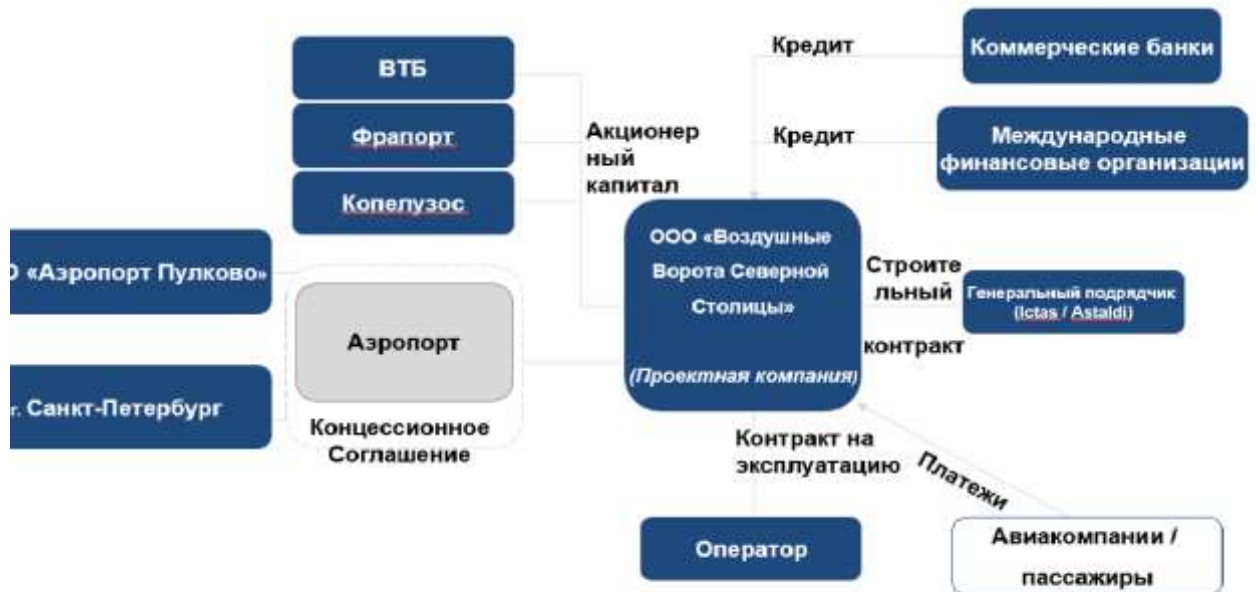 ВТБ
Фрапорт
Копелузос
Акционер
ный
капитал
Кредит
Коммерческие банки
Кредит
Международные
финансовые организации
О «Аэропорт Пулково»
г. Санкт-Петербург
Аэропорт
Концессионное
Соглашение
ООО «Воздушные
Ворота Северной
Столицы»
(Проектная компания)
Строите
льный
контракт
Генеральный подрядчик
(Ictas / Astaldi)
Контракт на
эксплуатацию
Платежи
Оператор
Авиакомпании /
пассажиры